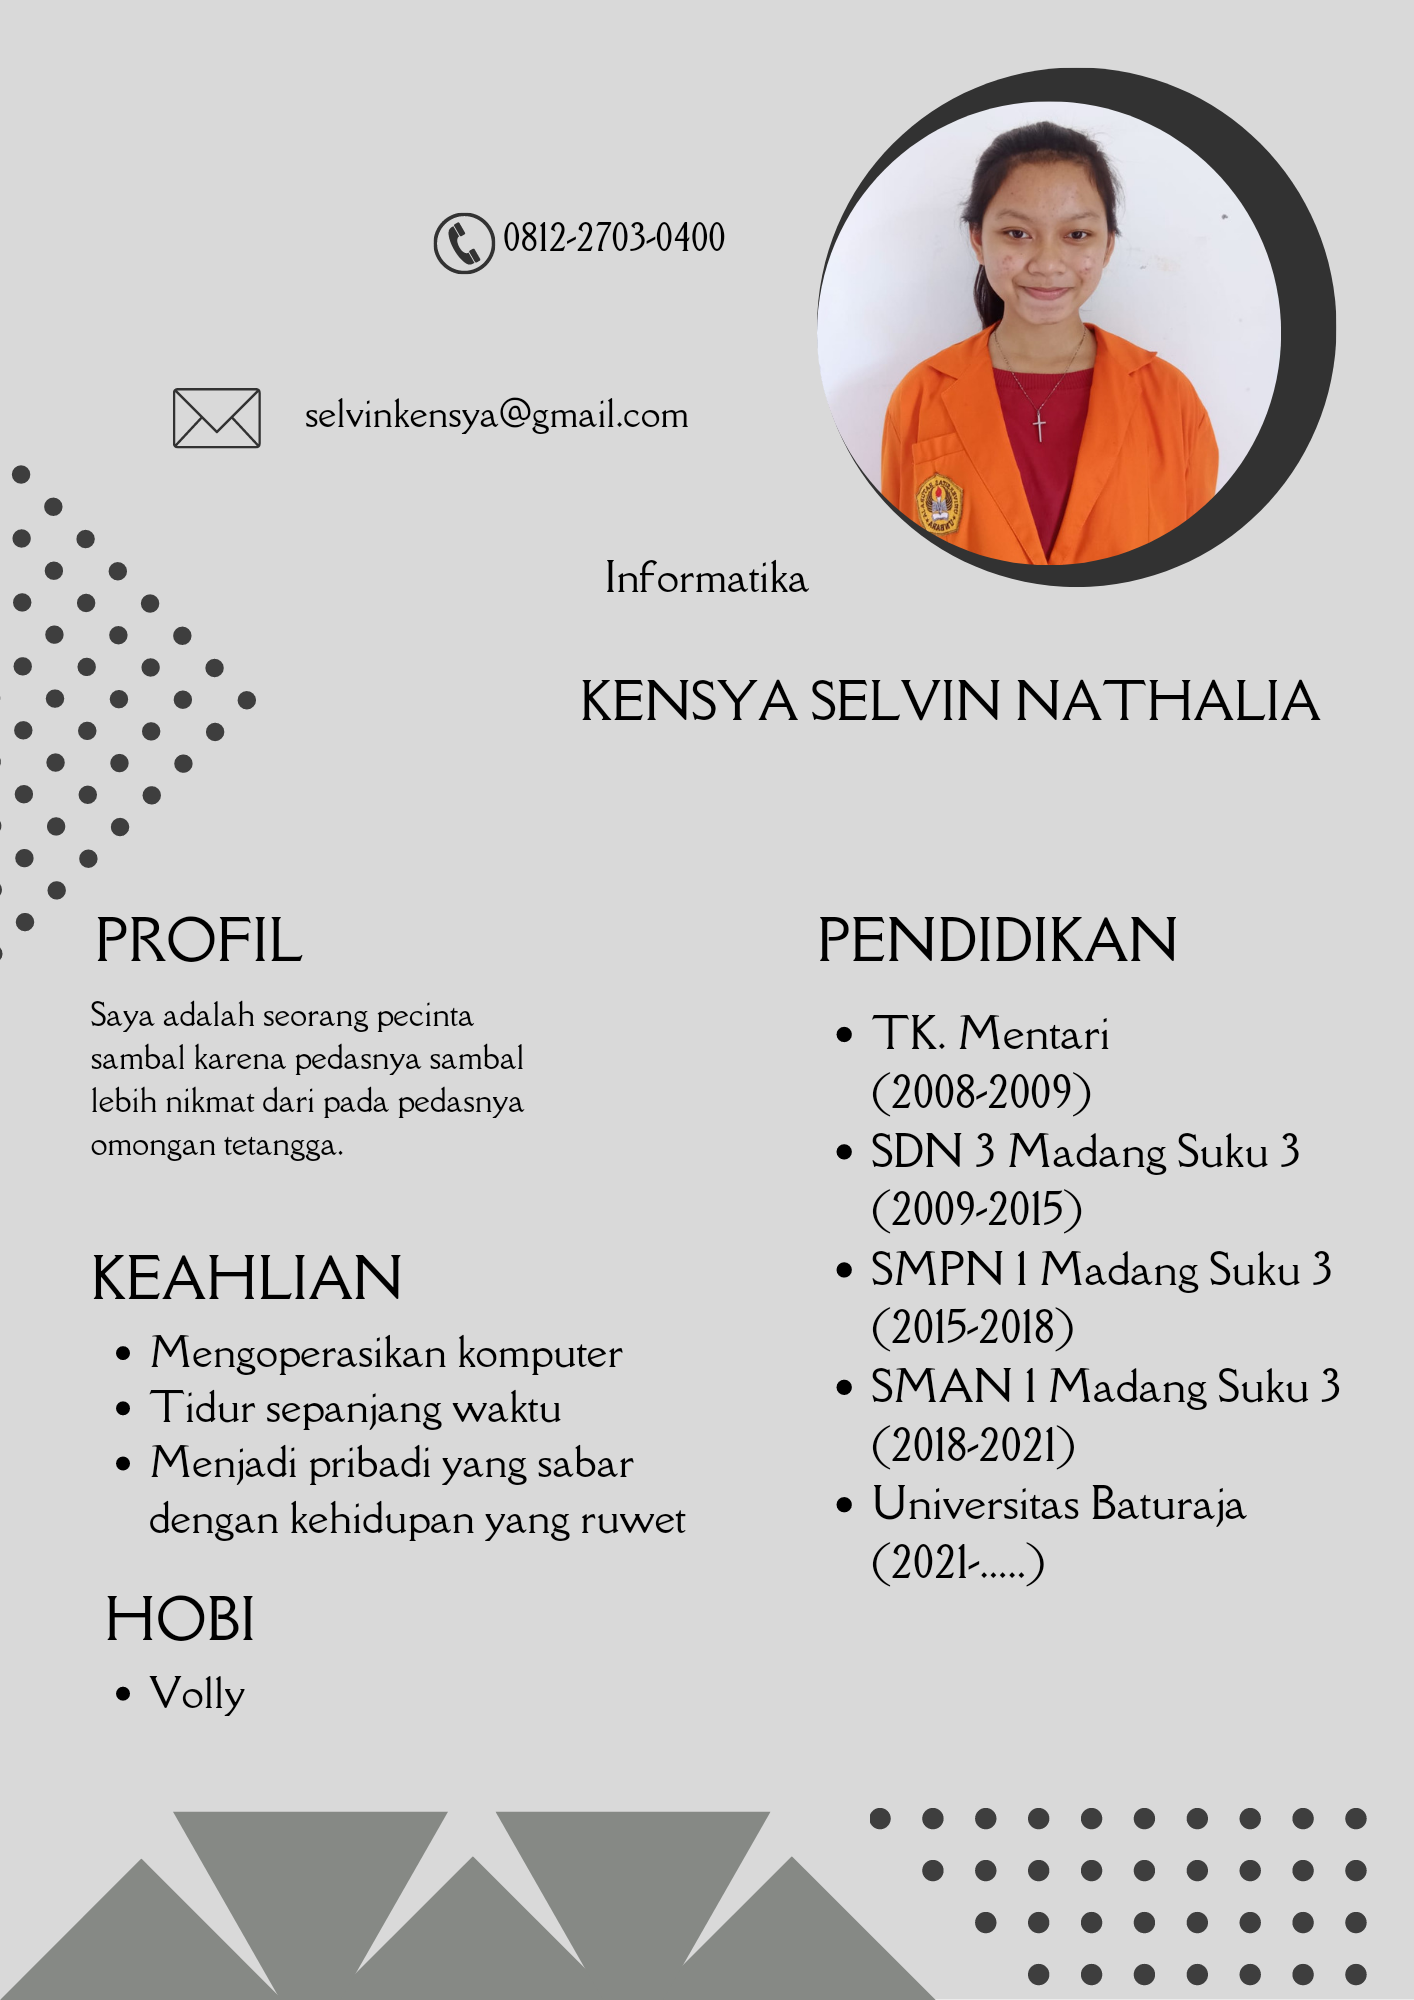 0812-2703-0400
selvinkensya@gmail.com
Informatika
KENSYA SELVIN NATHALIA
PROFIL
Saya adalah seorang pecinta
sambal karena pedasnya sambal
lebih nikmat dari pada pedasnya
omongan tetangga.
KEAHLIAN
• Mengoperasikan komputer
• Tidur sepanjang waktu
• Menjadi pribadi yang sabar
dengan kehidupan yang ruwet
HOBI
• Volly
PENDIDIKAN
• TK. Mentari
(2008-2009)
• SDN 3 Madang Suku 3
(2009-2015)
• SMPN 1 Madang Suku 3
(2015-2018)
• SMAN 1 Madang Suku 3
(2018-2021)
• Universitas Baturaja
(2021-.....)